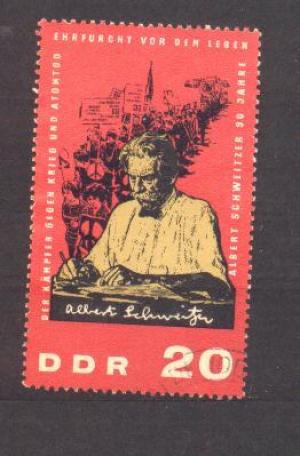 EHRFURCHT VOR DEM LEBEN
DER KÄMPFER GEGEN KRIEG UND ATOMTOD
ALBERT SCHWEITZER 90 JAHRE
Albert Schweitzer
DDR 20